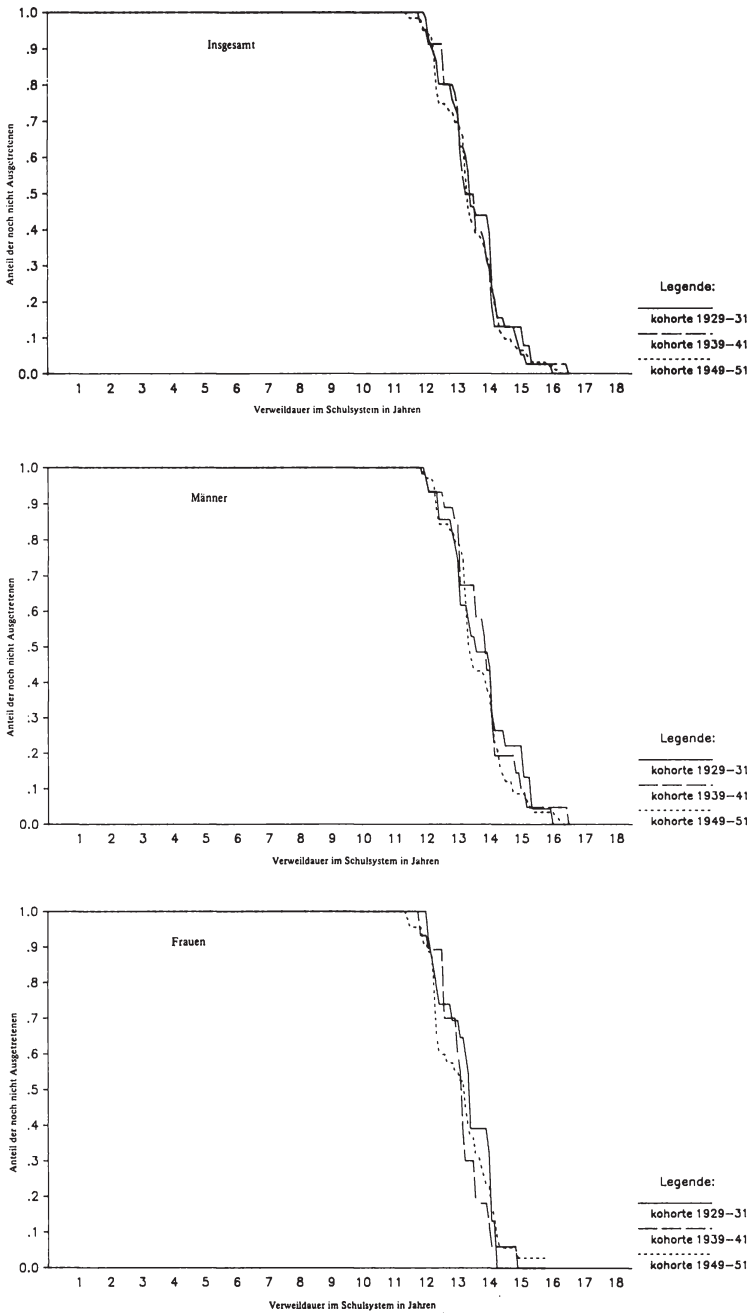 Insgesamt
Anteil der noch nicht Ausgetretenen
1.0
.9
.8
.7
.6
.5
.4
.3
.2
.1
0.0
1 2 3 4 5 6 7 8 9 10 11 12 13 14 15 16 17 18
Verweildauer im Schulsystem in Jahren
Legende:
kohorte 1929-31
kohorte 1939-41
kohorte 1949-51
Männer
Anteil der noch nicht Ausgetretenen
1.0
.9
.8
.7
.6
.5
.4
.3
.2
.1
0.0
1 2 3 4 5 6 7 8 9 10 11 12 13 14 15 16 17 18
Verweildauer im Schulsystem in Jahren
Legende:
kohorte 1929-31
kohorte 1939-41
kohorte 1949-51
Frauen
Anteil der noch nicht Ausgetretenen
1.0
.9
.8
.7
.6
.5
.4
.3
.2
.1
0.0
1 2 3 4 5 6 7 8 9 10 11 12 13 14 15 16 17 18
Verweildauer im Schulsystem in Jahren
Legende:
kohorte 1929-31
kohorte 1939-41
kohorte 1949-51